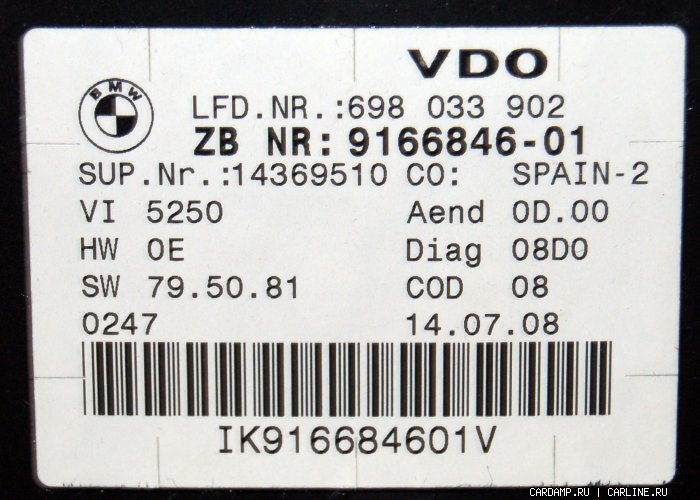 VDO
BMW
LFD.NR.:698 033 902
ZB NR: 9166846-01
SUP.Nr.:14369510 CO: SPAIN-2
VI 5250 Aend 0D.00
HW 0E Diag 08D0
SW 79.50.81 COD 08
0247 14.07.08
IK916684601V
CARDAMP.RU | CARLINE.RU